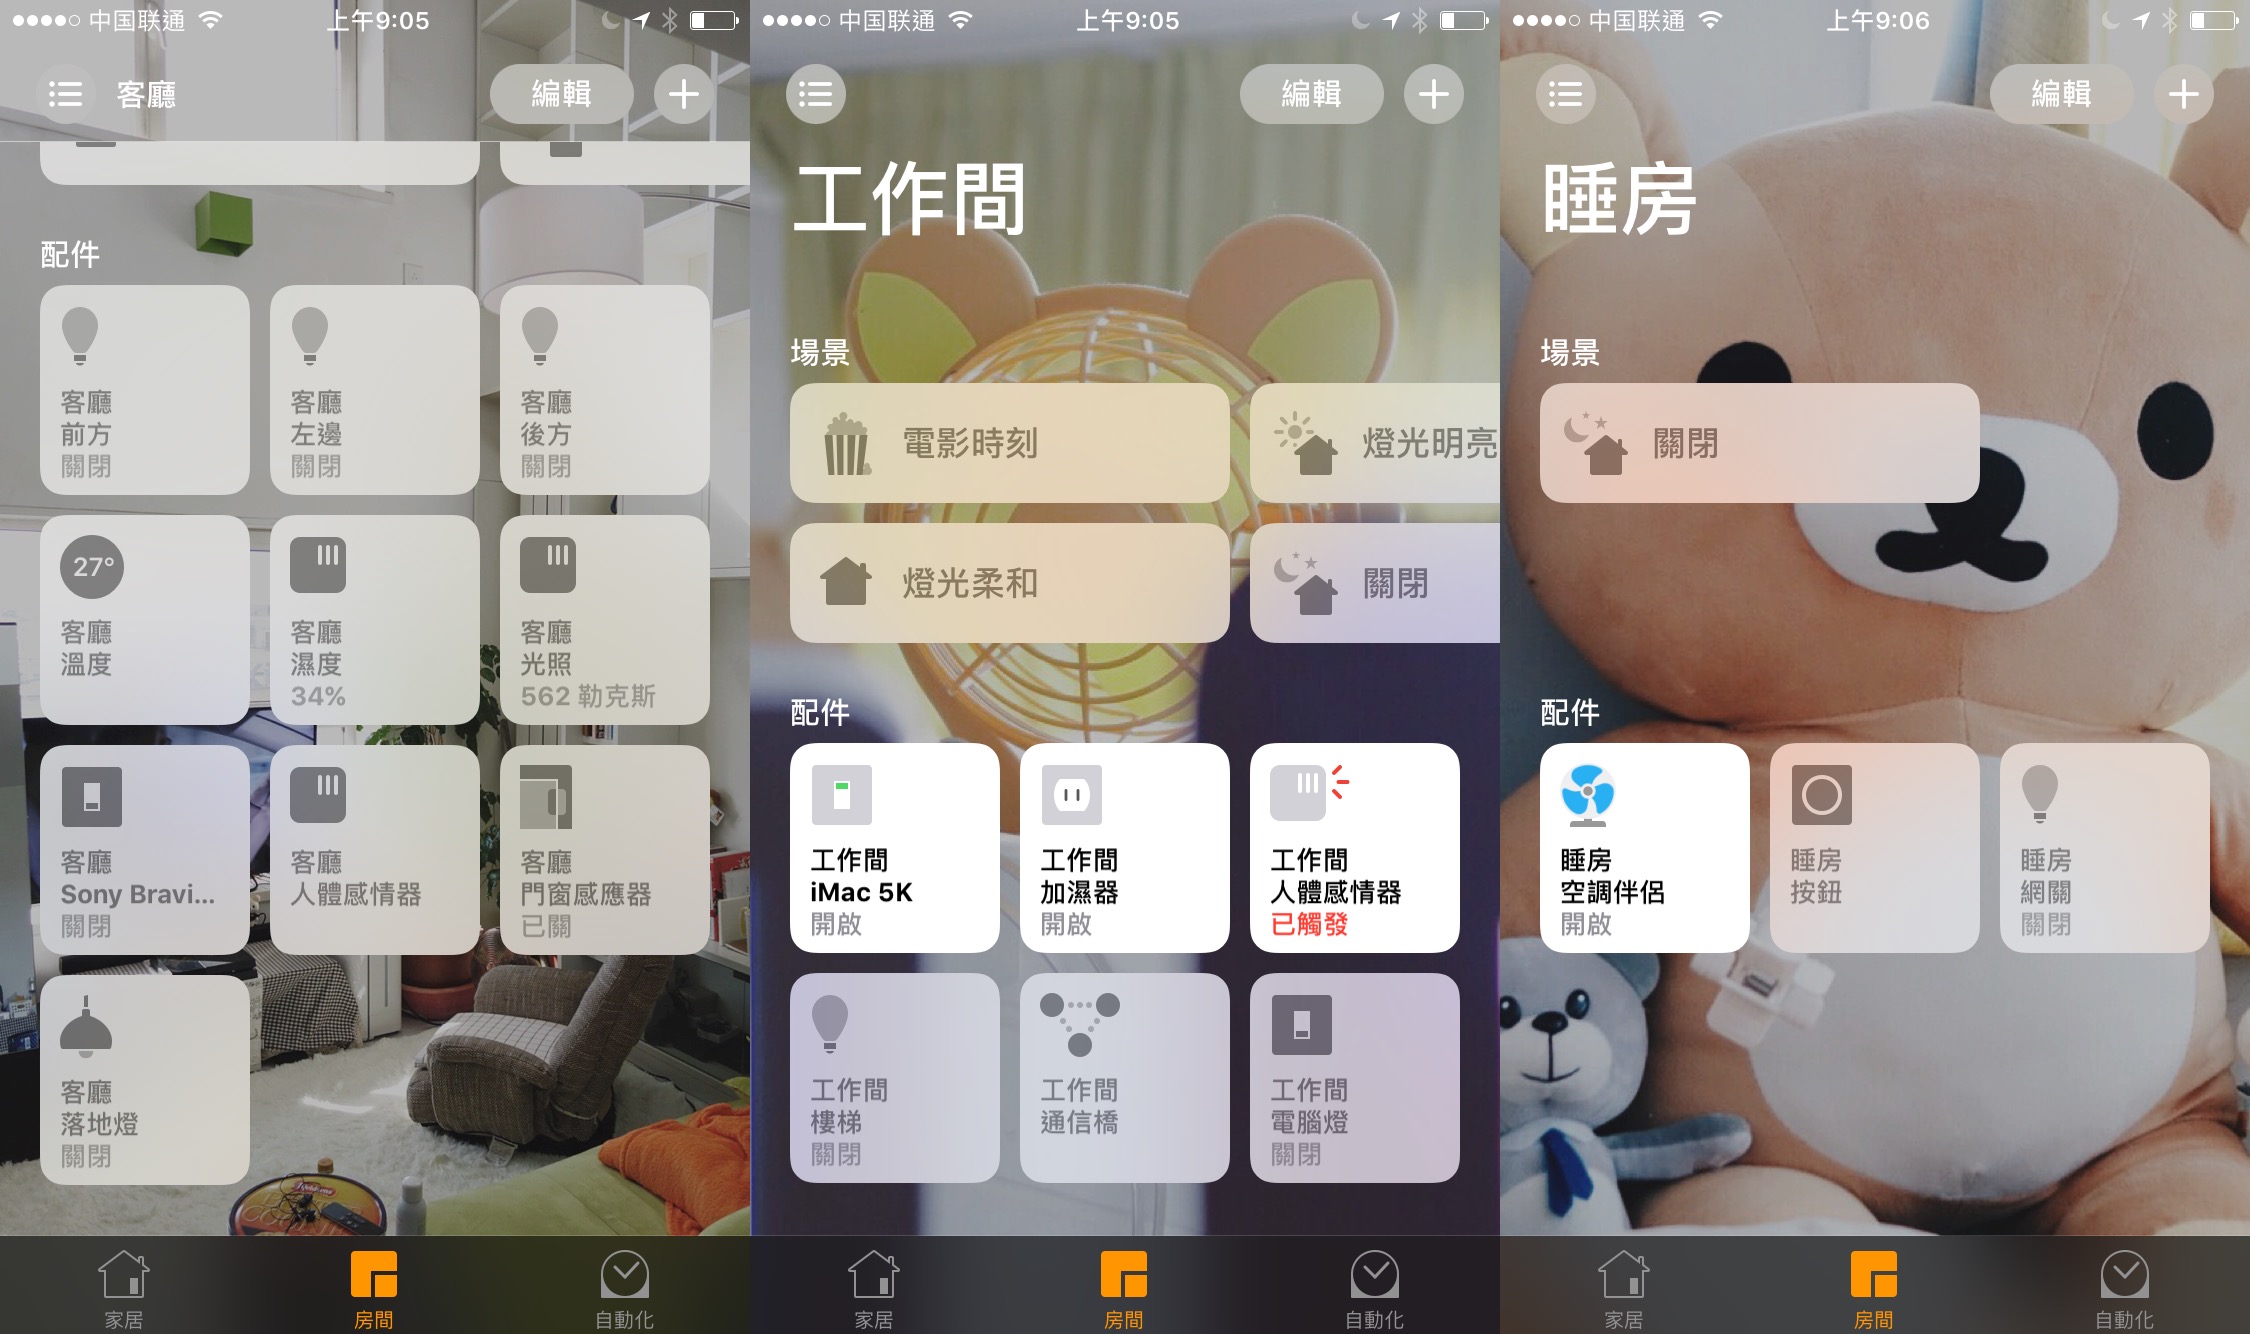 中国联通
上午9:05
客廳
編輯
配件
客廳
前方
關閉
客廳
左邊
關閉
客廳
後方
關閉
27°
客廳
溫度
客廳
濕度
34%
客廳
光照
562 勒克斯
客廳
Sony Bravi...
關閉
客廳
人體感情器
客廳
門窗感應器
已關
客廳
落地燈
關閉
家居
房間
自動化
中国联通
上午9:05
編輯
工作間
場景
電影時刻
燈光明亮
燈光柔和
關閉
配件
工作間
iMac 5K
開啟
工作間
加濕器
開啟
工作間
人體感情器
已觸發
工作間
樓梯
關閉
工作間
通信橋
工作間
電腦燈
關閉
家居
房間
自動化
中国联通
上午9:06
編輯
睡房
場景
關閉
配件
睡房
空調伴侶
開啟
睡房
按鈕
睡房
網關
關閉
家居
房間
自動化